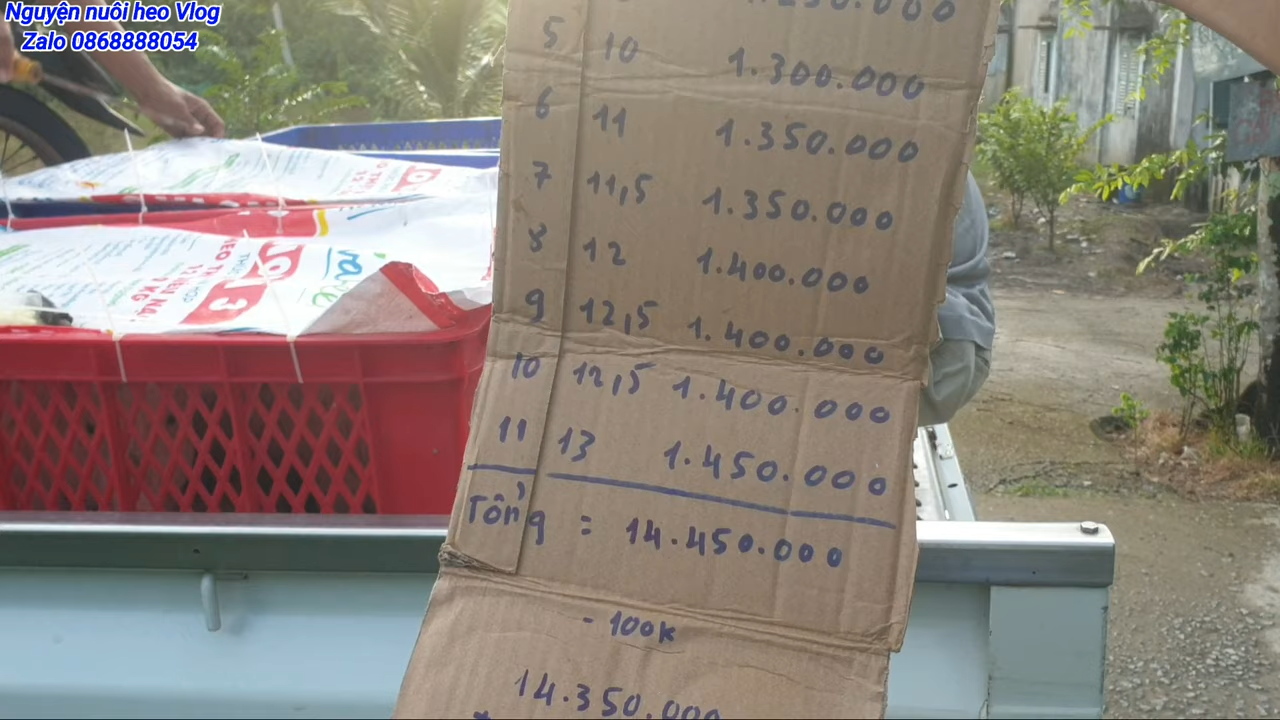 Nguyện nuôi heo Vlog
Zalo 0868888054
5 10 1.300.000
6 11 1.350.000
7 11,5 1.350.000
8 12 1.400.000
9 12,5 1.400.000
10 12,5 1.400.000
11 13 1.450.000
Tổng = 14.450.000
- 100k
14.350.000
3